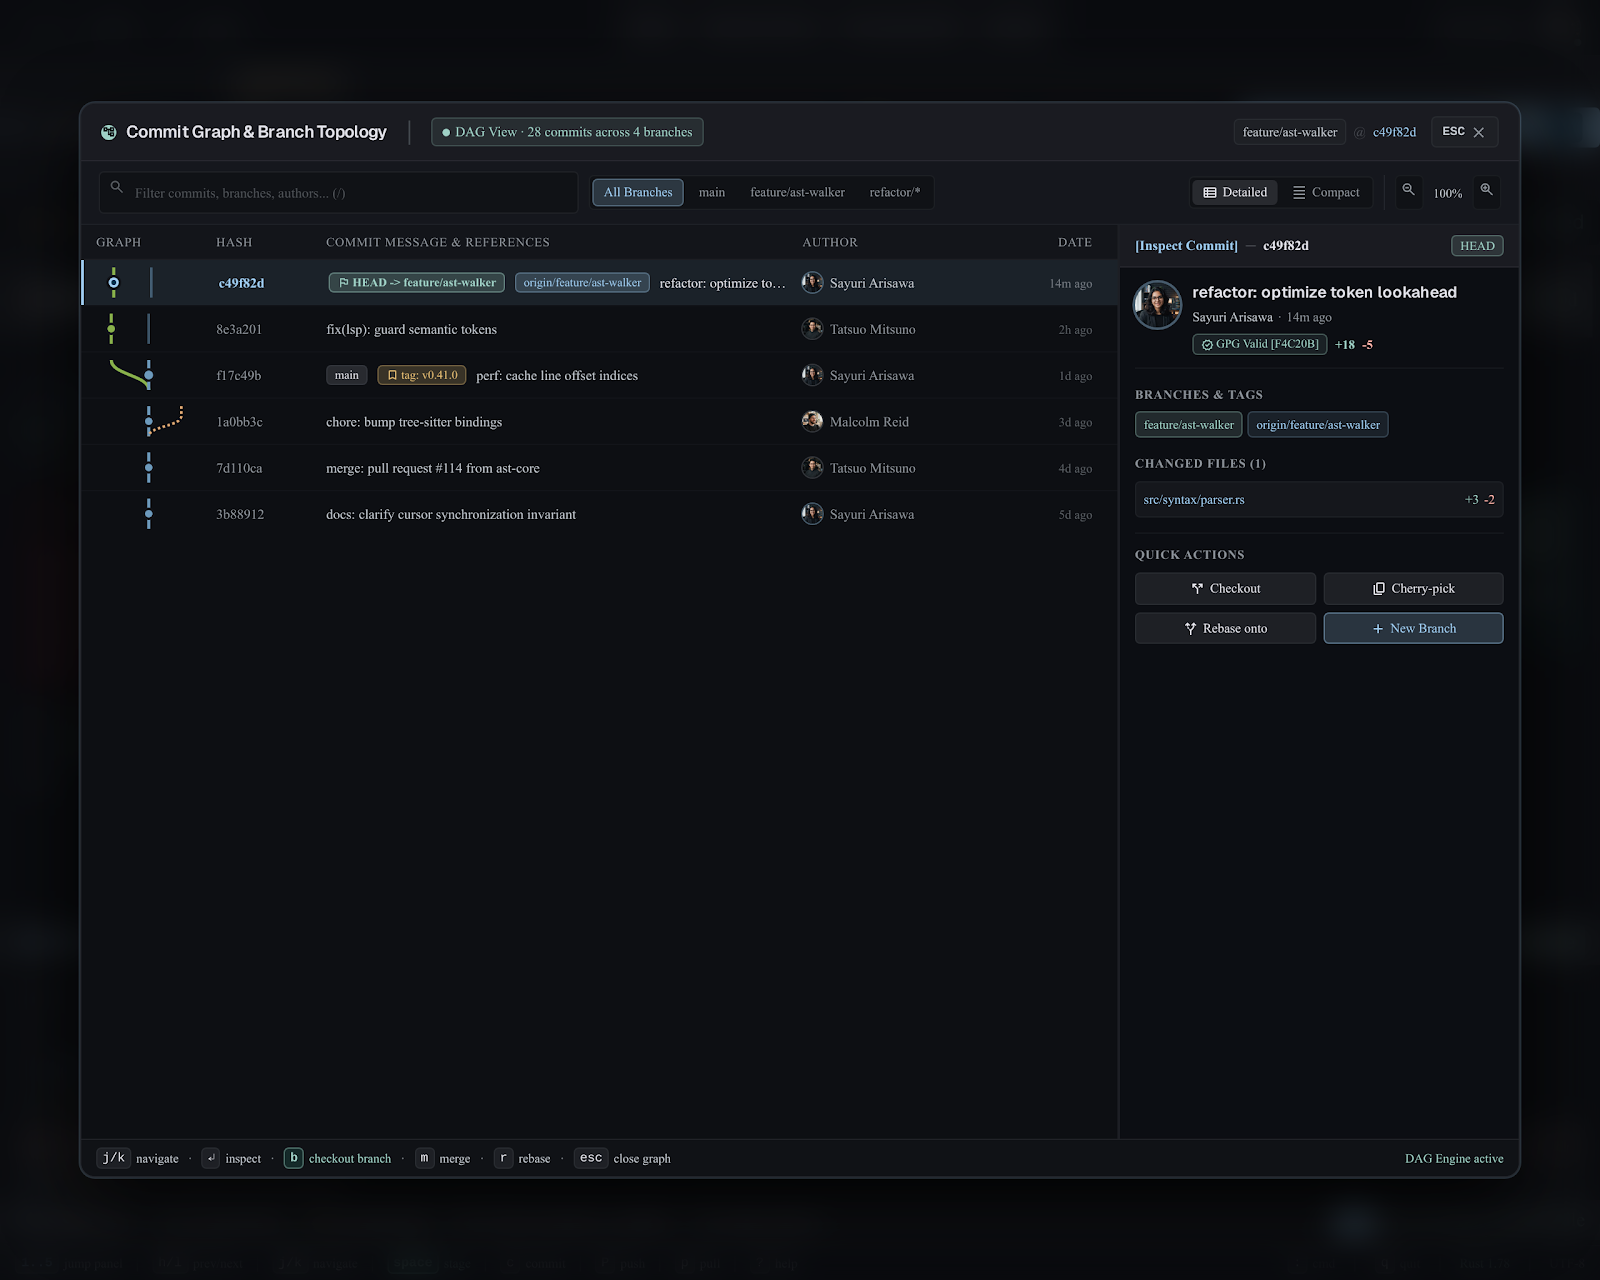 Commit Graph & Branch Topology
DAG View · 28 commits across 4 branches
feature/ast-walker @ c49f82d
ESC
Filter commits, branches, authors... (/)
All Branches main feature/ast-walker refactor/*
Detailed Compact
100%
GRAPH HASH COMMIT MESSAGE & REFERENCES AUTHOR DATE
c49f82d HEAD -> feature/ast-walker origin/feature/ast-walker refactor: optimize to... Sayuri Arisawa 14m ago
8e3a201 fix(lsp): guard semantic tokens Tatsuo Mitsuno 2h ago
f17c49b main tag: v0.41.0 perf: cache line offset indices Sayuri Arisawa 1d ago
1a0bb3c chore: bump tree-sitter bindings Malcolm Reid 3d ago
7d110ca merge: pull request #114 from ast-core Tatsuo Mitsuno 4d ago
3b88912 docs: clarify cursor synchronization invariant Sayuri Arisawa 5d ago
[Inspect Commit] — c49f82d HEAD
refactor: optimize token lookahead
Sayuri Arisawa · 14m ago
GPG Valid [F4C20B] +18 -5
BRANCHES & TAGS
feature/ast-walker origin/feature/ast-walker
CHANGED FILES (1)
src/syntax/parser.rs +3 -2
QUICK ACTIONS
Checkout Cherry-pick
Rebase onto + New Branch
j/k navigate · ↲ inspect · b checkout branch · m merge · r rebase · esc close graph
DAG Engine active